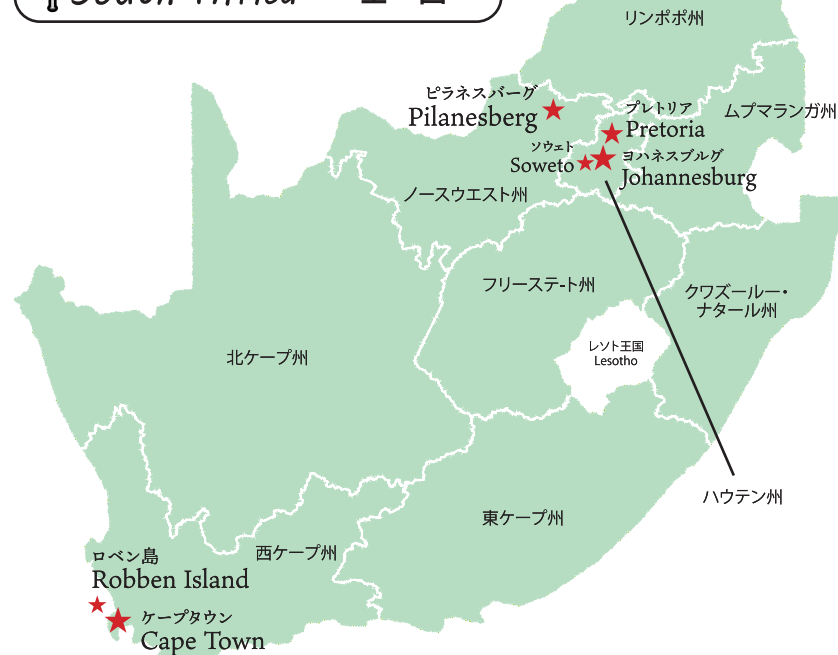 リンポポ州
ピラネスバーグ
Pilanesberg
プレトリア
Pretoria
ムプマランガ州
ソウェト
Soweto
ヨハネスブルグ
Johannesburg
ノースウエスト州
フリーステート州
クワズールー・
ナタール州
レソト王国
Lesotho
北ケープ州
ハウテン州
東ケープ州
西ケープ州
ロベン島
Robben Island
ケープタウン
Cape Town